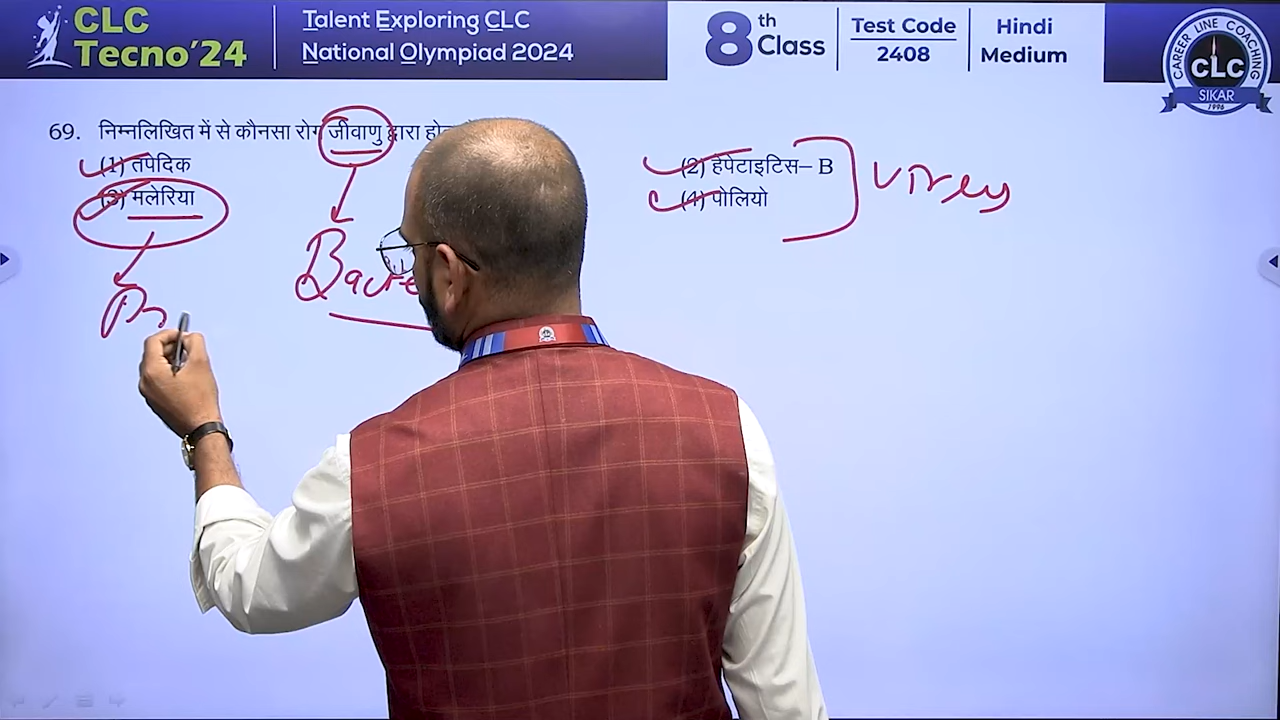 CLC
Tecno'24
Talent Exploring CLC
National Olympiad 2024
8th Class
Test Code
2408
Hindi
Medium
CAREER LINE COACHING
CLC
SIKAR
1996
69. निम्नलिखित में से कौनसा रोग जीवाणु द्वारा
(1) तपेदिक
(2) हेपेटाइटिस– B
(3) मलेरिया
(4) पोलियो
Virus